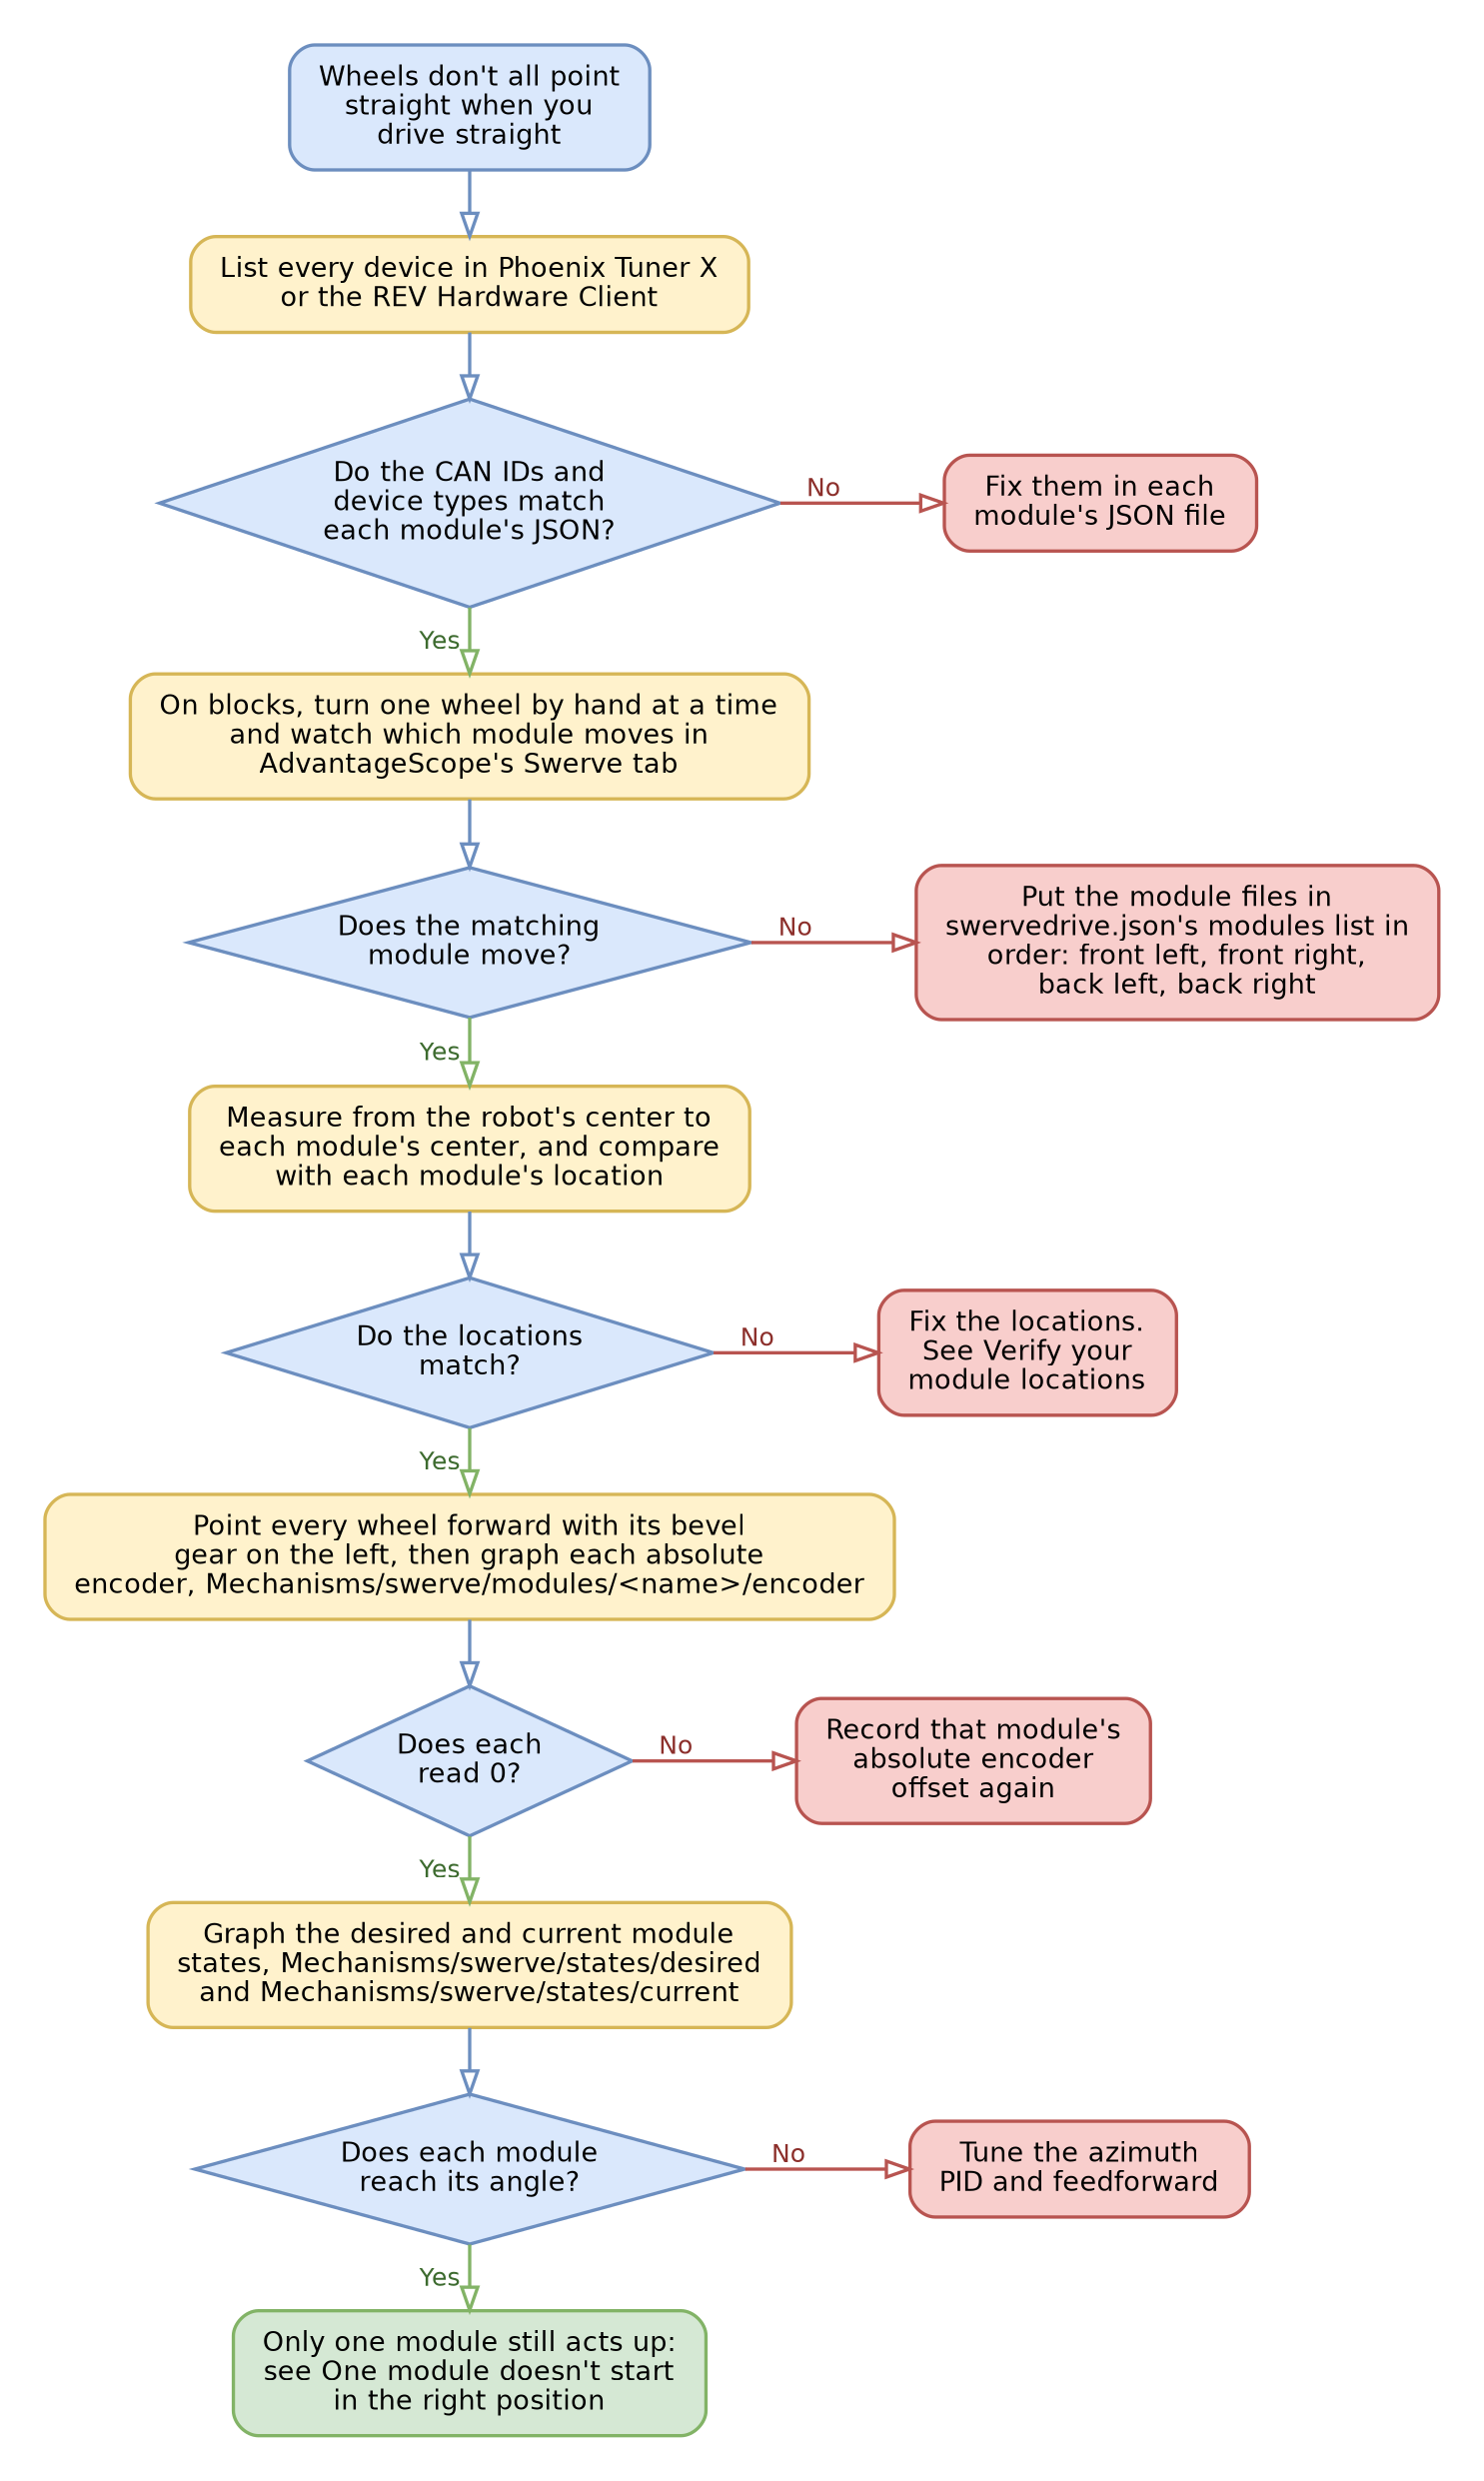 Wheels don't all point
straight when you
drive straight
List every device in Phoenix Tuner X
or the REV Hardware Client
Do the CAN IDs and
device types match
each module's JSON?
No
Fix them in each
module's JSON file
Yes
On blocks, turn one wheel by hand at a time
and watch which module moves in
AdvantageScope's Swerve tab
Does the matching
module move?
No
Put the module files in
swervedrive.json's modules list in
order: front left, front right,
back left, back right
Yes
Measure from the robot's center to
each module's center, and compare
with each module's location
Do the locations
match?
No
Fix the locations.
See Verify your
module locations
Yes
Point every wheel forward with its bevel
gear on the left, then graph each absolute
encoder, Mechanisms/swerve/modules/<name>/encoder
Does each
read 0?
No
Record that module's
absolute encoder
offset again
Yes
Graph the desired and current module
states, Mechanisms/swerve/states/desired
and Mechanisms/swerve/states/current
Does each module
reach its angle?
No
Tune the azimuth
PID and feedforward
Yes
Only one module still acts up:
see One module doesn't start
in the right position